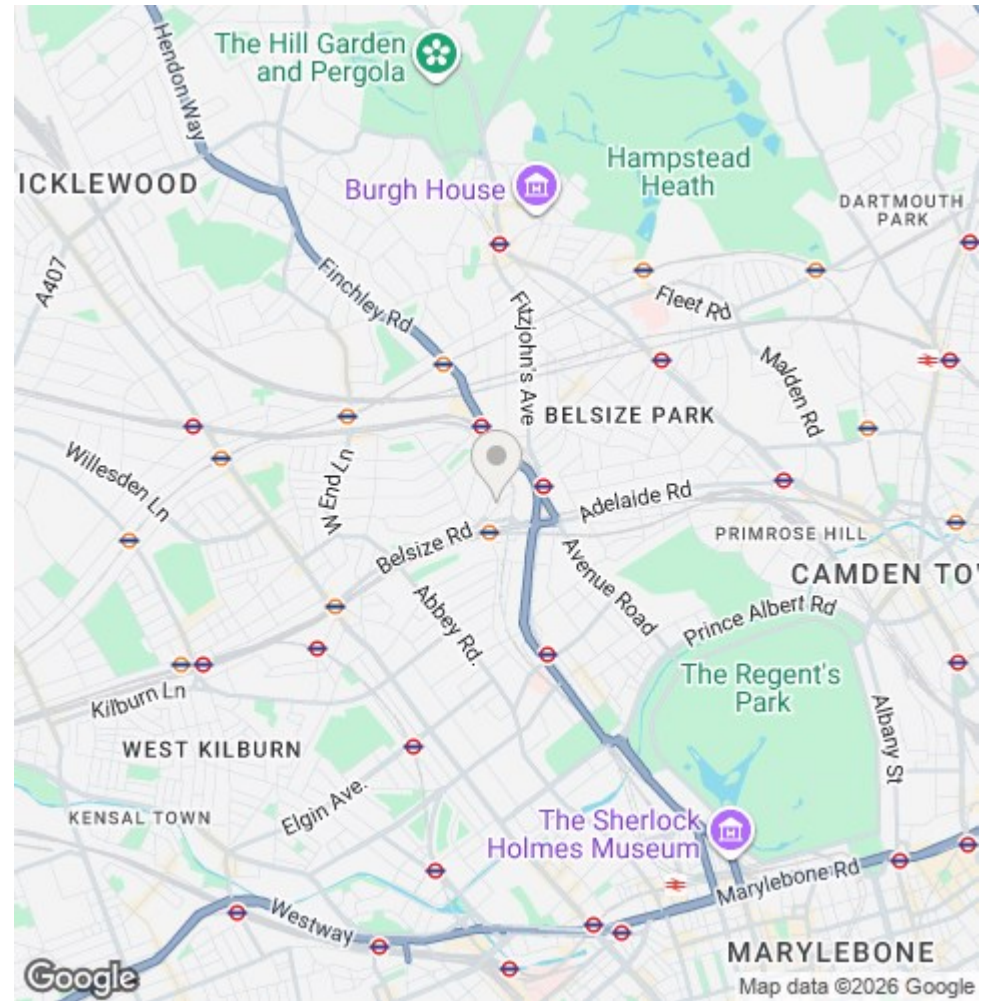 The Hill Garden
and Pergola
Hendon Way
Hampstead
Heath
ICKLEWOOD
Burgh House
DARTMOUTH
PARK
A407
Finchley Rd
Fitzjohn's Ave
Fleet Rd
Malden Rd
BELSIZE PARK
Willesden Ln
W End Ln
Adelaide Rd
Belsize Rd
PRIMROSE HILL
Avenue Road
CAMDEN TO
Abbey Rd.
Prince Albert Rd
The Regent's
Park
Kilburn Ln
Albany St
WEST KILBURN
Elgin Ave.
KENSAL TOWN
The Sherlock
Holmes Museum
Marylebone Rd
Westway
MARYLEBONE
Google
Map data ©2026 Google